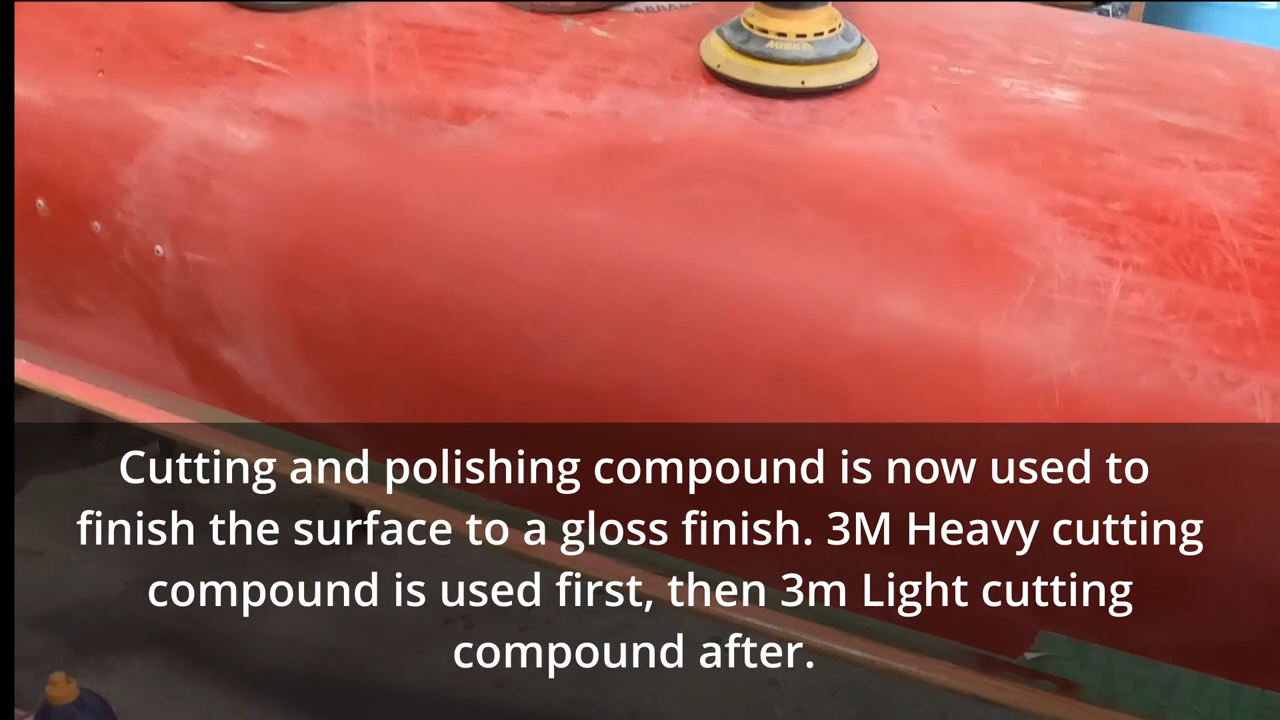 MIRKA
Cutting and polishing compound is now used to
finish the surface to a gloss finish. 3M Heavy cutting
compound is used first, then 3m Light cutting
compound after.